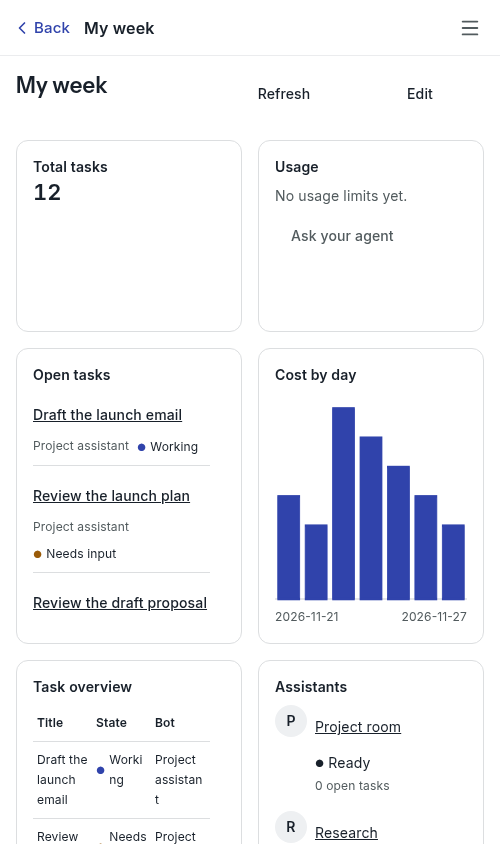 Back My week
My week
Refresh Edit
Total tasks
12
Usage
No usage limits yet.
Ask your agent
Open tasks
Draft the launch email
Project assistant Working
Review the launch plan
Project assistant
Needs input
Review the draft proposal
Cost by day
2026-11-21 2026-11-27
Task overview
Title State Bot
Draft the Worki Project
launch ng assistan
email t
Review Needs Project
Assistants
P Project room
Ready
0 open tasks
R Research